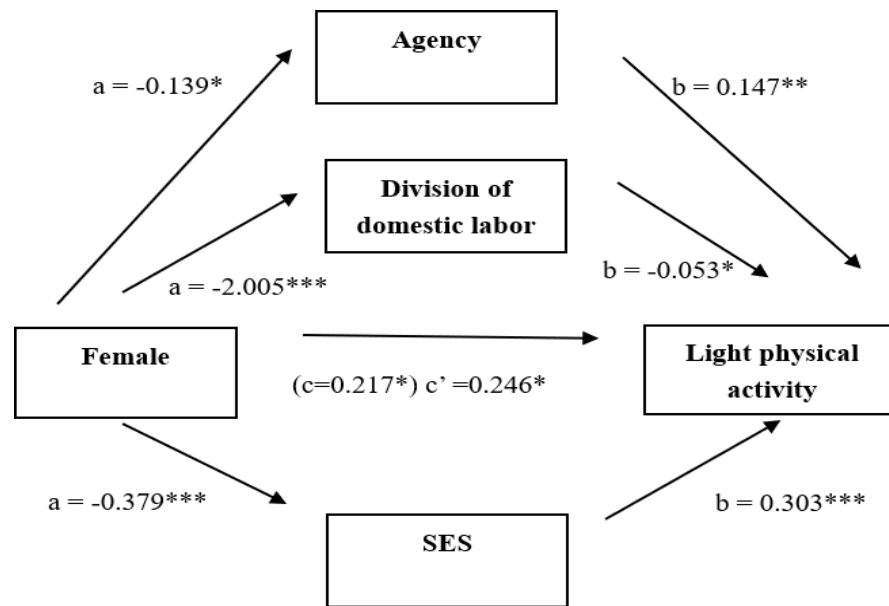 Agency
a = -0.139*
b = 0.147**
Division of
domestic labor
a = -2.005***
b = -0.053*
Female
(c=0.217*) c’ =0.246*
Light physical
activity
a = -0.379***
b = 0.303***
SES